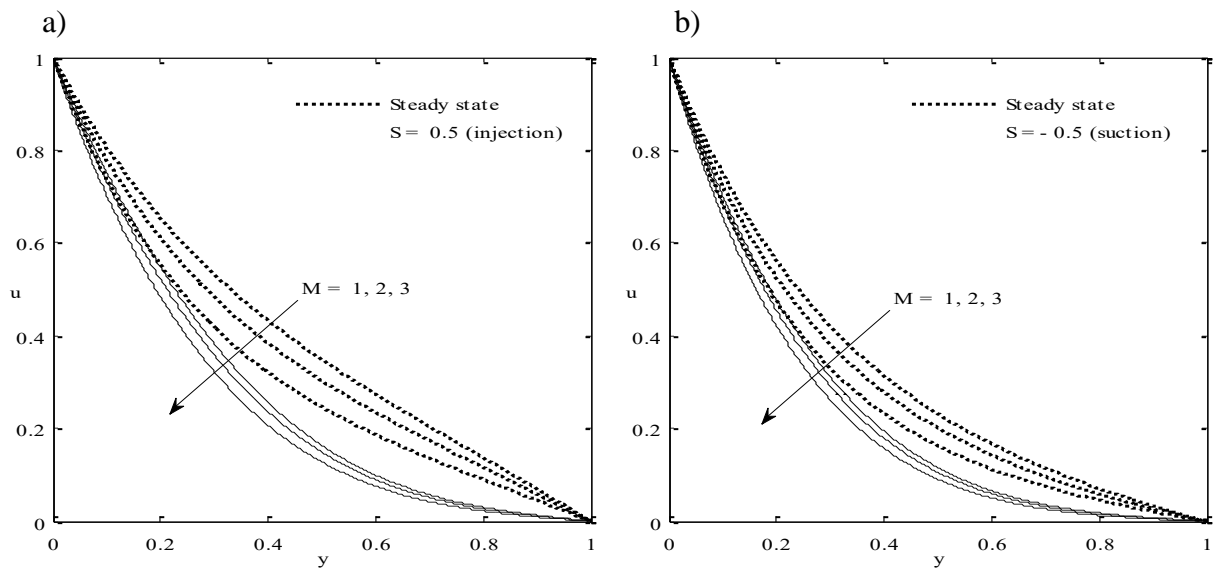 a)
1
0.8
0.6
u
0.4
0.2
0
0
0.2
0.4
0.6
0.8
1
y
Steady state
S = 0.5 (injection)
M = 1, 2, 3
b)
1
0.8
0.6
u
0.4
0.2
0
0
0.2
0.4
0.6
0.8
1
y
Steady state
S = - 0.5 (suction)
M = 1, 2, 3